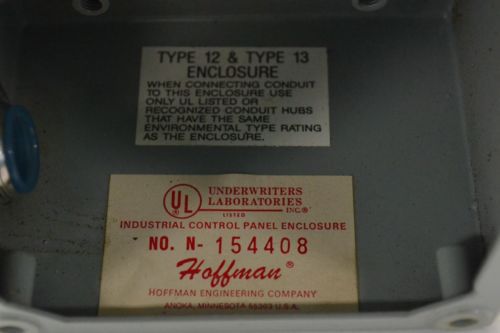 TYPE 12 & TYPE 13
ENCLOSURE
WHEN CONNECTING CONDUIT
TO THIS ENCLOSURE USE
ONLY UL LISTED OR
RECOGNIZED CONDUIT HUBS
THAT HAVE THE SAME
ENVIRONMENTAL TYPE RATING
AS THE ENCLOSURE.
UL ®
UNDERWRITERS
LABORATORIES
INC.®
LISTED
INDUSTRIAL CONTROL PANEL ENCLOSURE
NO. N- 154408
Hoffman®
HOFFMAN ENGINEERING COMPANY
ANOKA, MINNESOTA 55303 U.S.A.